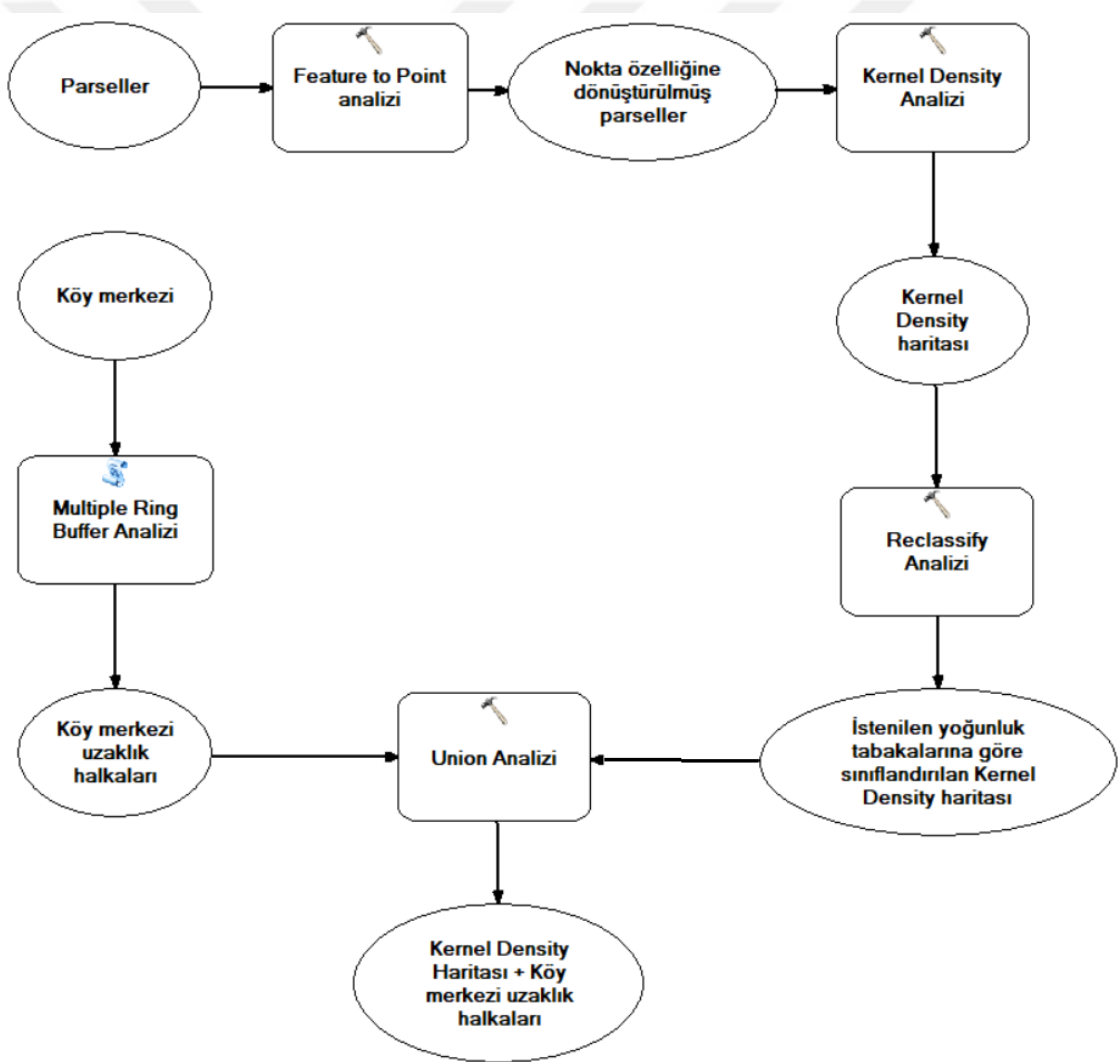 Parseller
Feature to Point
analizi
Nokta özelliğine
dönüştürülmüş
parseller
Kernel Density
Analizi
Köy merkezi
Kernel
Density
haritası
Multiple Ring
Buffer Analizi
Reclassify
Analizi
Köy merkezi
uzaklık
halkaları
Union Analizi
İstenilen yoğunluk
tabakalarına göre
sınıflandırılan Kernel
Density haritası
Kernel Density
Haritası + Köy
merkezi uzaklık
halkaları